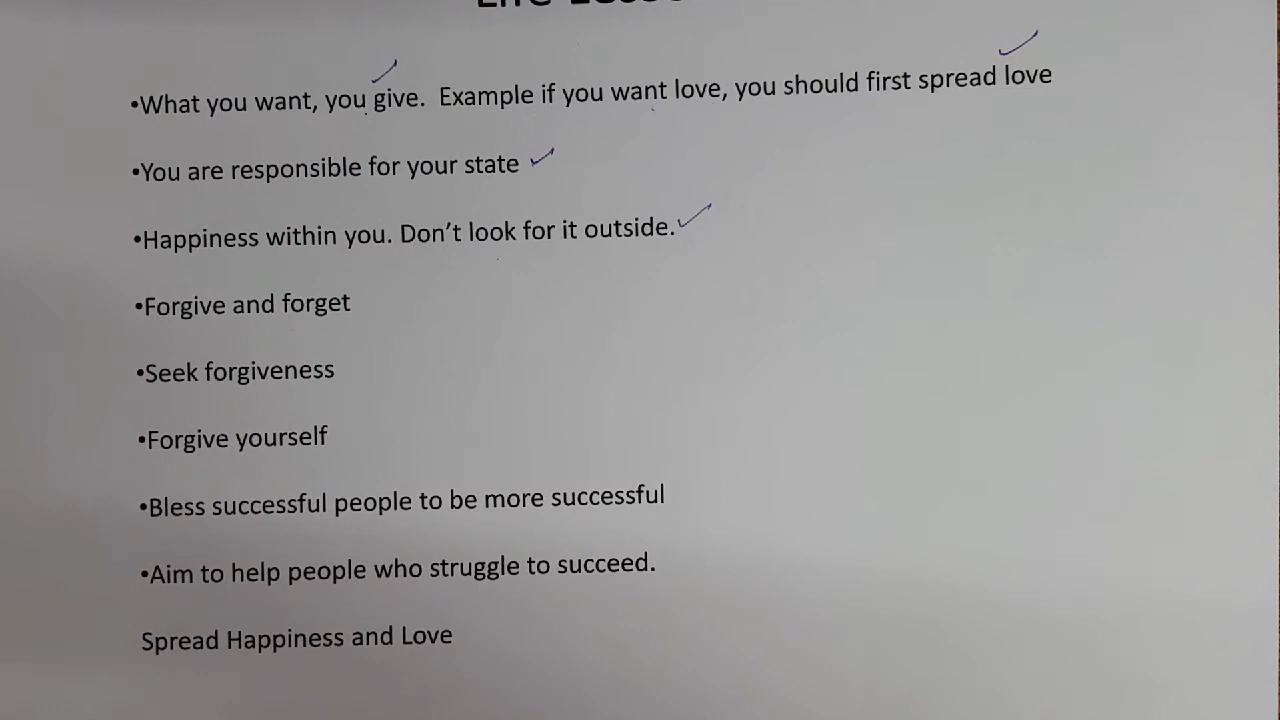 •What you want, you give. Example if you want love, you should first spread love
•You are responsible for your state
•Happiness within you. Don’t look for it outside.
•Forgive and forget
•Seek forgiveness
•Forgive yourself
•Bless successful people to be more successful
•Aim to help people who struggle to succeed.
Spread Happiness and Love